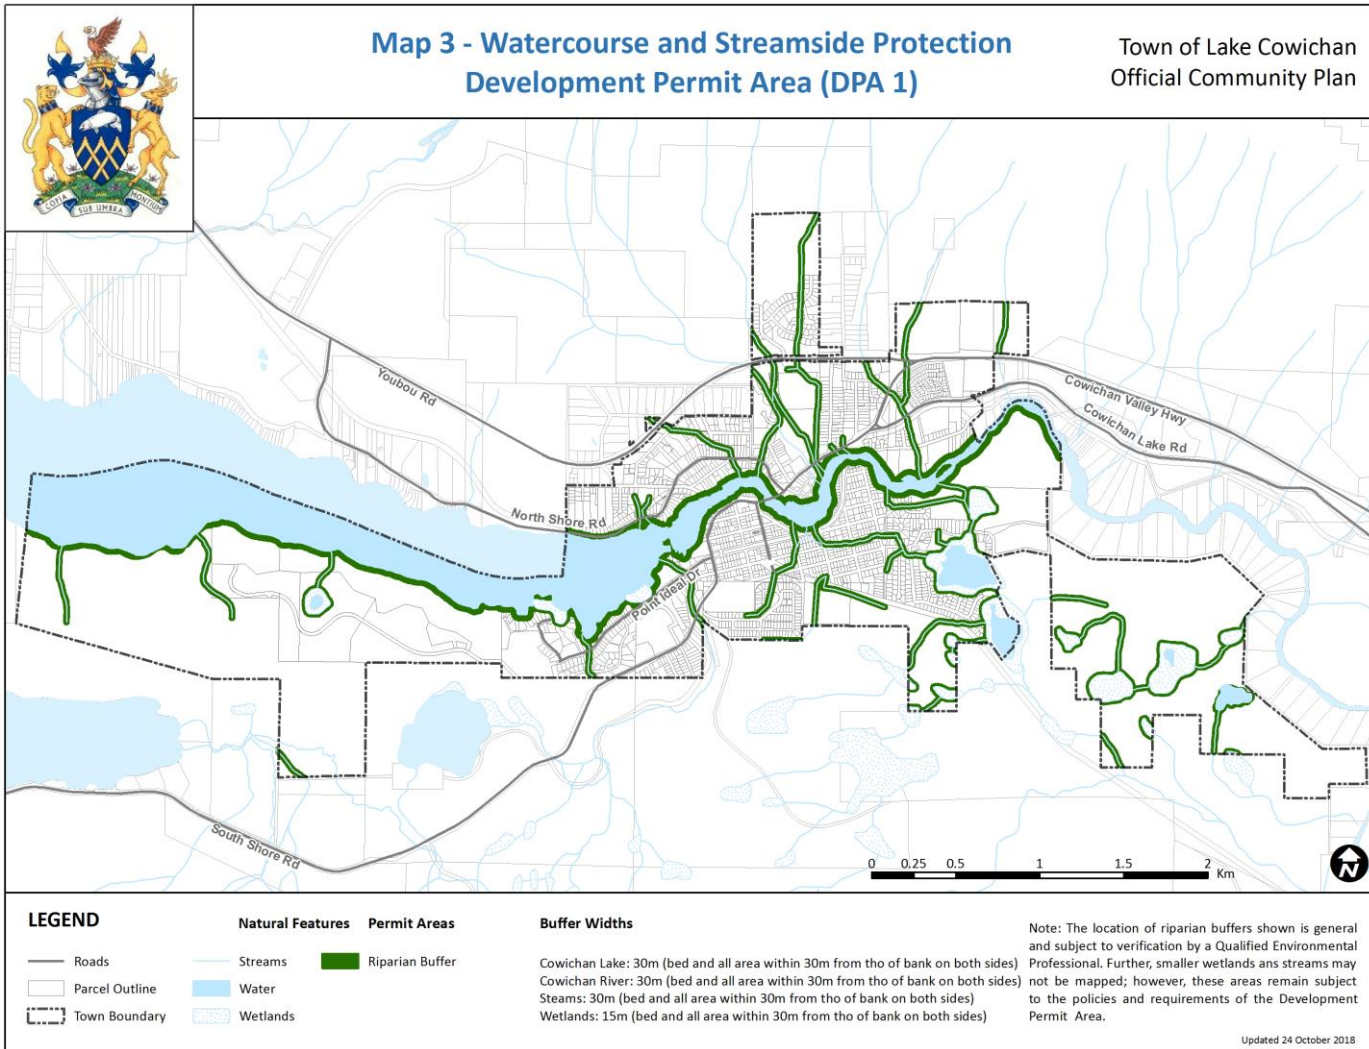 Map 3 - Watercourse and Streamside Protection
Development Permit Area (DPA 1)
Town of Lake Cowichan
Official Community Plan
COPIA
SUB UMBRA
MONTIUM
Youbou Rd
Cowichan Valley Hwy
Cowichan Lake Rd
North Shore Rd
Point Ideal Dr
South Shore Rd
0 0.25 0.5 1 1.5 2
Km
N
LEGEND
Roads
Parcel Outline
Town Boundary
Natural Features
Streams
Water
Wetlands
Permit Areas
Riparian Buffer
Buffer Widths
Cowichan Lake: 30m (bed and all area within 30m from tho of bank on both sides)
Cowichan River: 30m (bed and all area within 30m from tho of bank on both sides)
Steams: 30m (bed and all area within 30m from tho of bank on both sides)
Wetlands: 15m (bed and all area within 30m from tho of bank on both sides)
Note: The location of riparian buffers shown is general
and subject to verification by a Qualified Environmental
Professional. Further, smaller wetlands ans streams may
not be mapped; however, these areas remain subject
to the policies and requirements of the Development
Permit Area.
Updated 24 October 2018